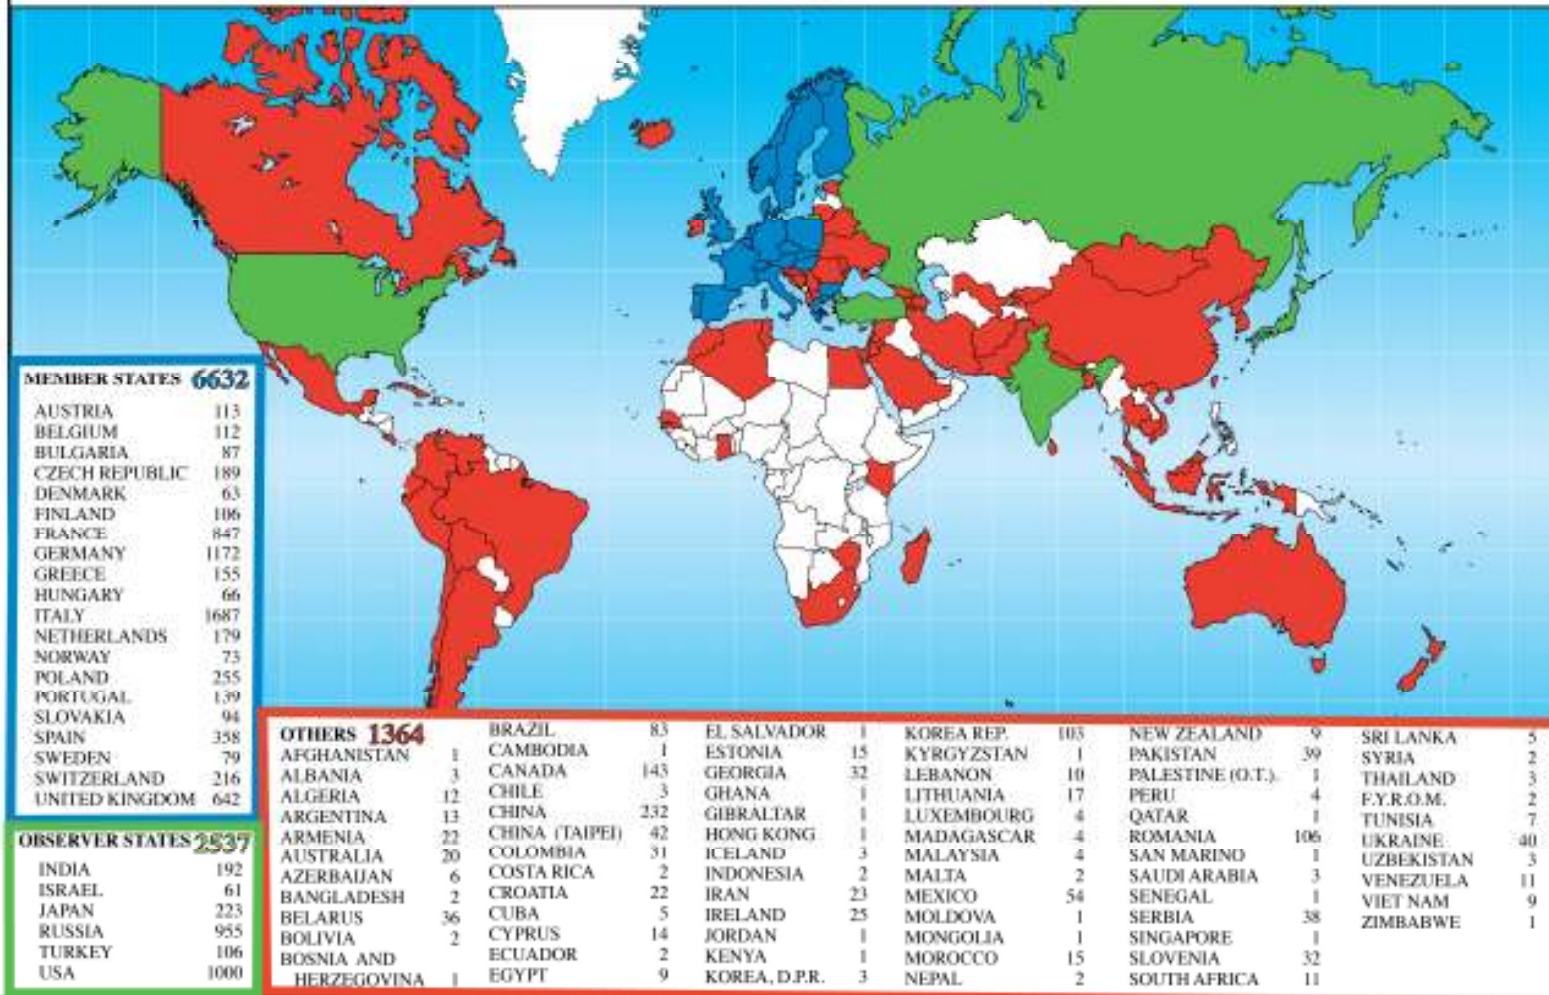 MEMBER STATES 6632
AUSTRIA 113
BELGIUM 112
BULGARIA 87
CZECH REPUBLIC 189
DENMARK 63
FINLAND 106
FRANCE 847
GERMANY 1172
GREECE 155
HUNGARY 66
ITALY 1687
NETHERLANDS 179
NORWAY 73
POLAND 255
PORTUGAL 139
SLOVAKIA 94
SPAIN 358
SWEDEN 79
SWITZERLAND 216
UNITED KINGDOM 642
OBSERVER STATES 2537
INDIA 192
ISRAEL 61
JAPAN 223
RUSSIA 955
TURKEY 106
USA 1000
OTHERS 1364
AFGHANISTAN 1
ALBANIA 3
ALGERIA 12
ARGENTINA 13
ARMENIA 22
AUSTRALIA 20
AZERBAIJAN 6
BANGLADESH 2
BELARUS 36
BOLIVIA 2
BOSNIA AND
HERZEGOVINA 1
BRAZIL 83
CAMBODIA 1
CANADA 143
CHILE 3
CHINA 232
CHINA (TAIPEI) 42
COLOMBIA 31
COSTA RICA 2
CROATIA 22
CUBA 5
CYPRUS 14
ECUADOR 2
EGYPT 9
EL SALVADOR 1
ESTONIA 15
GEORGIA 32
GHANA 1
GIBRALTAR 1
HONG KONG 1
ICELAND 3
INDONESIA 2
IRAN 23
IRELAND 25
JORDAN 1
KENYA 1
KOREA, D.P.R. 3
KOREA REP. 103
KYRGYZSTAN 1
LEBANON 10
LITHUANIA 17
LUXEMBOURG 4
MADAGASCAR 4
MALAYSIA 4
MALTA 2
MEXICO 54
MOLDOVA 1
MONGOLIA 1
MOROCCO 15
NEPAL 2
NEW ZEALAND 9
PAKISTAN 39
PALESTINE (O.T.). 1
PERU 4
QATAR 1
ROMANIA 106
SAN MARINO 1
SAUDI ARABIA 3
SENEGAL 1
SERBIA 38
SINGAPORE 1
SLOVENIA 32
SOUTH AFRICA 11
SRI LANKA 5
SYRIA 2
THAILAND 3
F.Y.R.O.M. 2
TUNISIA 7
UKRAINE 40
UZBEKISTAN 3
VENEZUELA 11
VIET NAM 9
ZIMBABWE 1